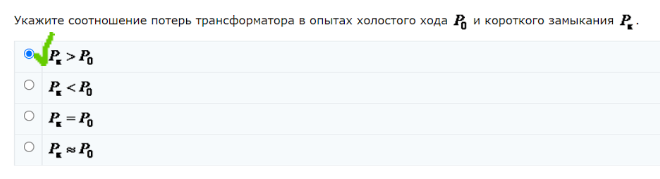 Укажите соотношение потерь трансформатора в опытах холостого хода P₀ и короткого замыкания Pк.
Pк > P₀
Pк < P₀
Pк = P₀
Pк ≈ P₀